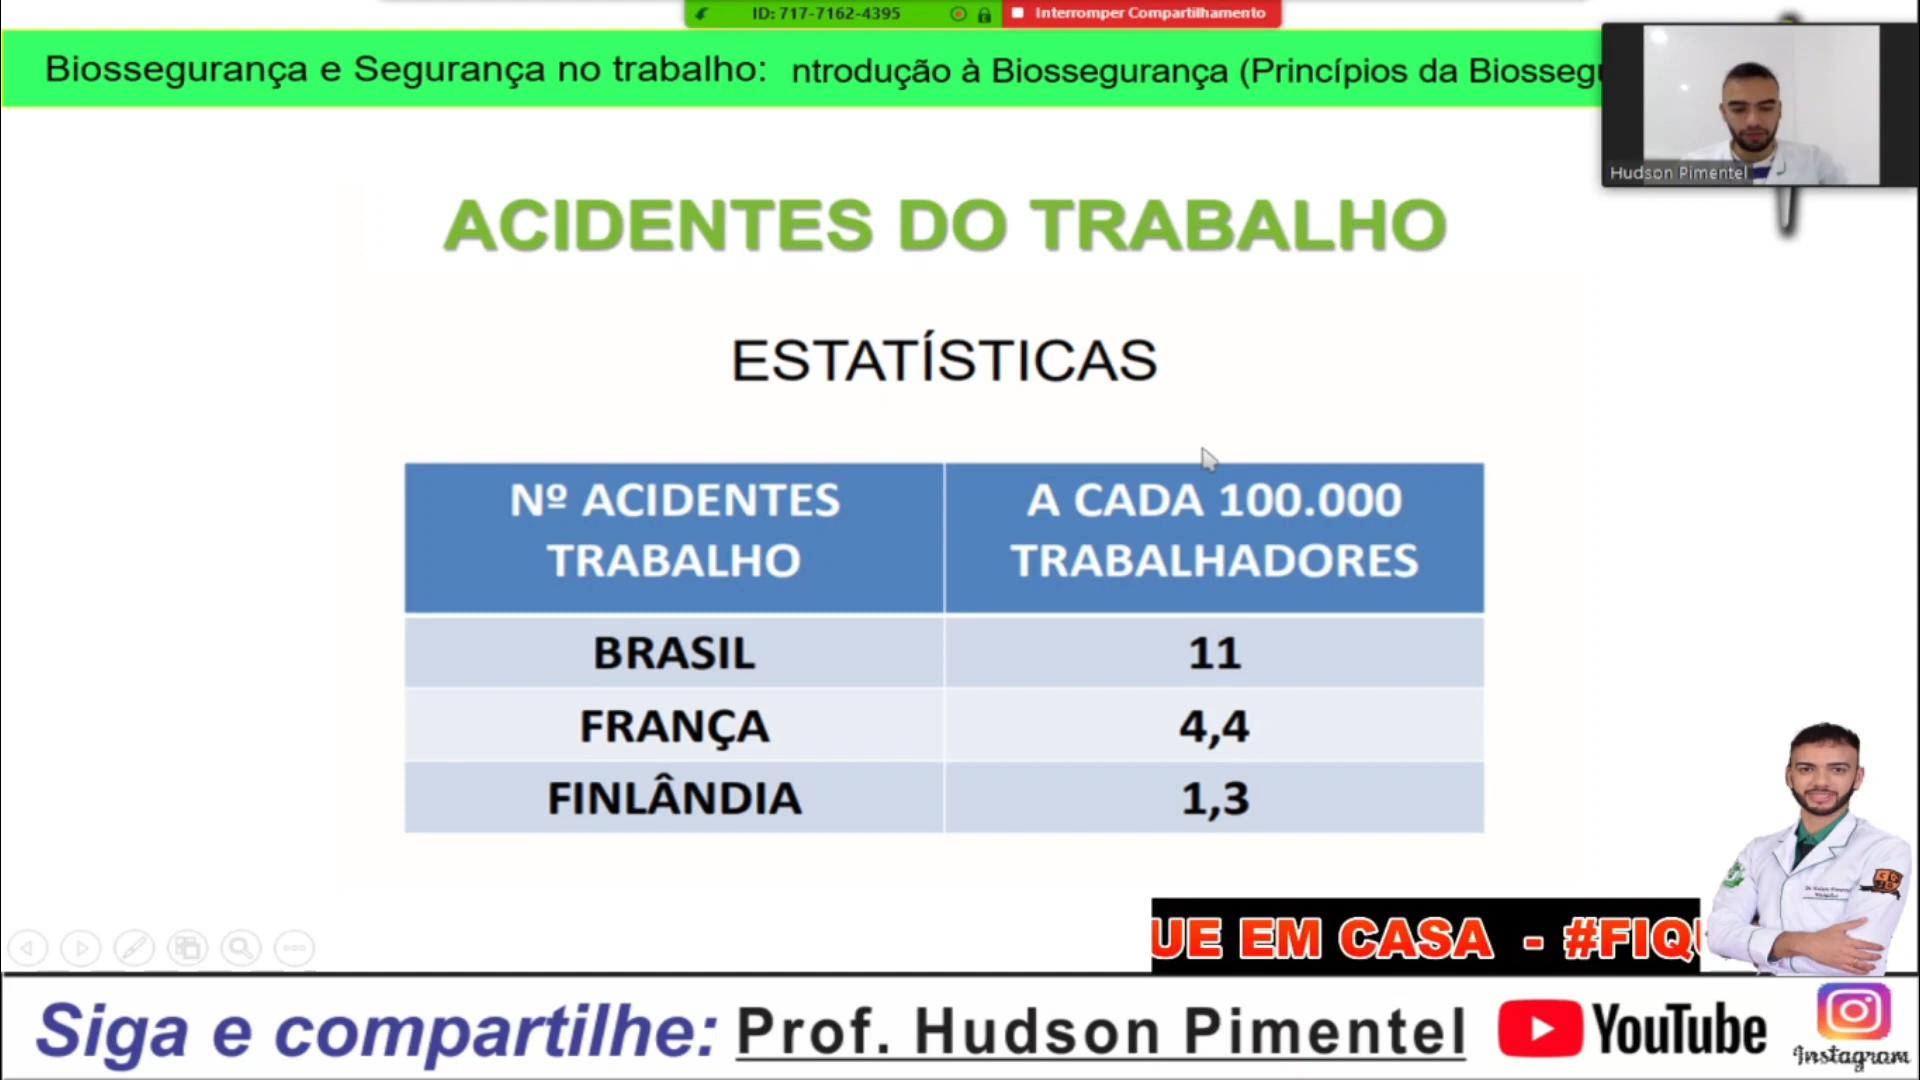 ID: 717-7162-4395
Interromper Compartilhamento
Biossegurança e Segurança no trabalho: ntrodução à Biossegurança (Princípios da Biossegu
Hudson Pimentel
ACIDENTES DO TRABALHO
ESTATÍSTICAS
Nº ACIDENTES TRABALHO
A CADA 100.000 TRABALHADORES
BRASIL 11
FRANÇA 4,4
FINLÂNDIA 1,3
UE EM CASA - #FIQU
Siga e compartilhe: Prof. Hudson Pimentel YouTube
Instagram